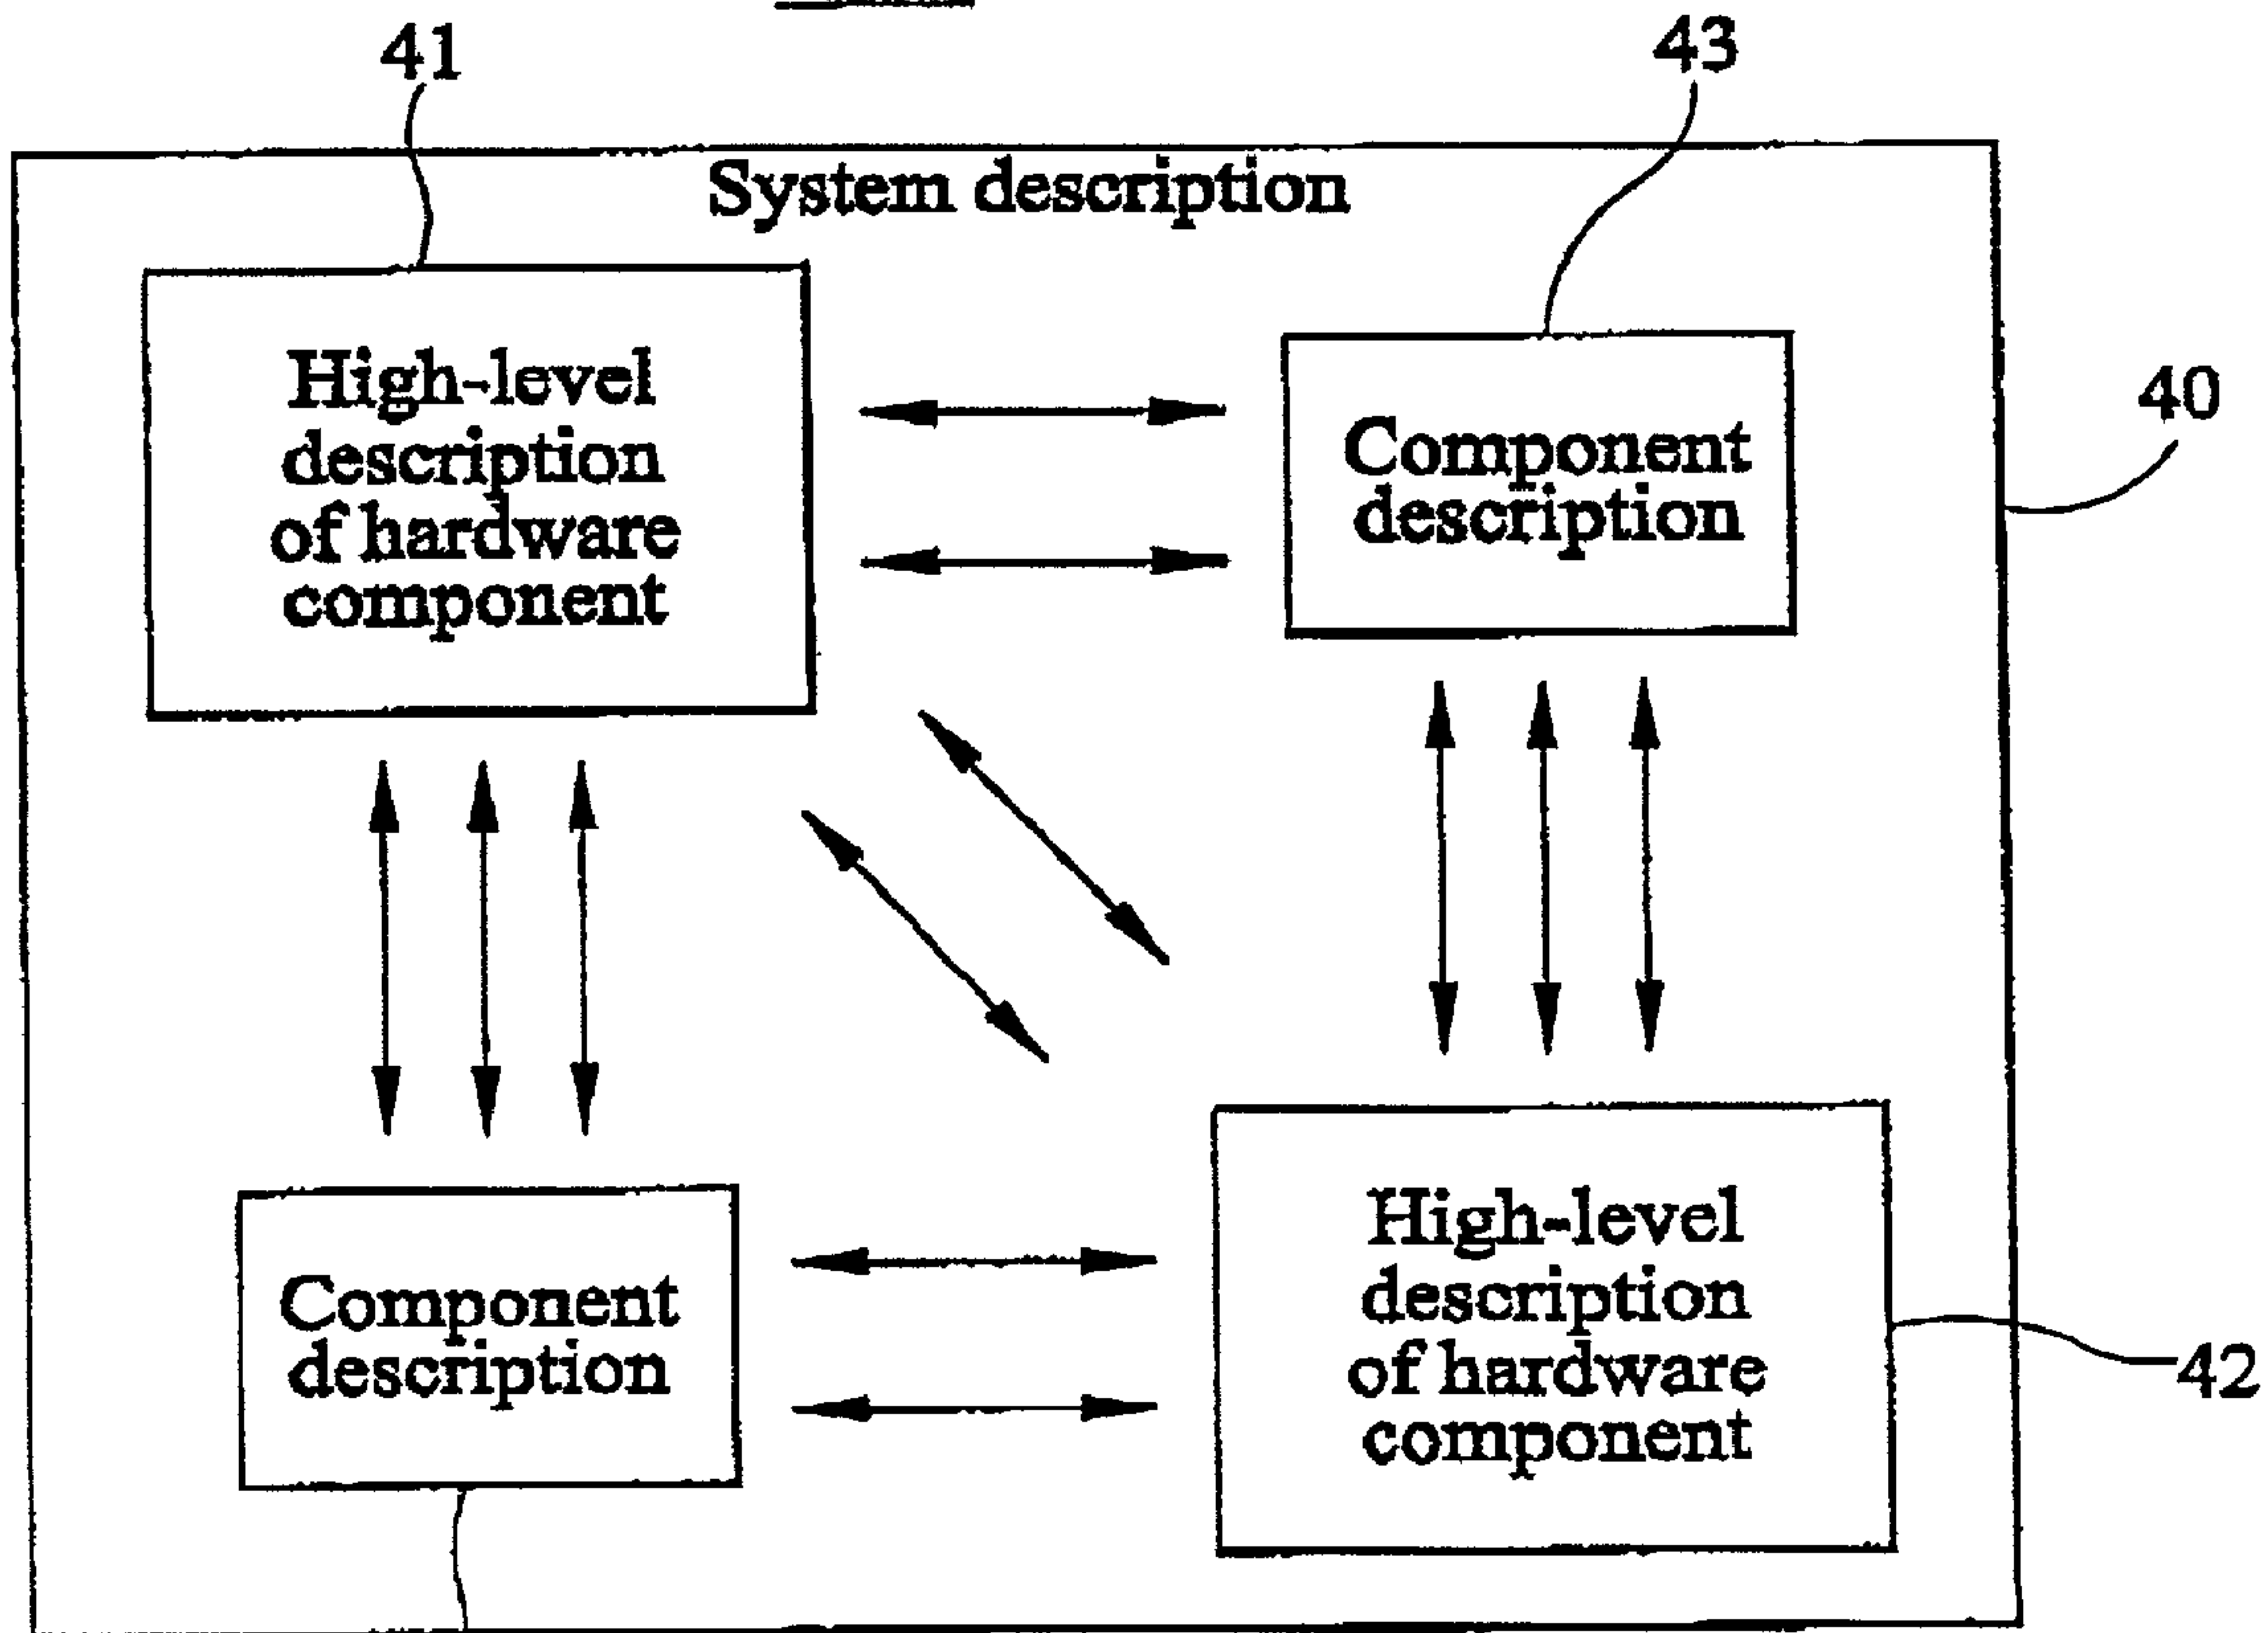 41
43
System description
High-level
description
of hardware
component
Component
description
40
Component
description
High-level
description
of hardware
component
42